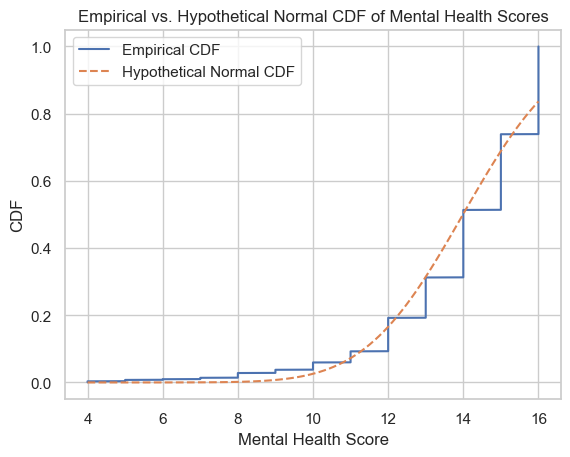 Empirical vs. Hypothetical Normal CDF of Mental Health Scores
Empirical CDF
Hypothetical Normal CDF
1.0
0.8
0.6
0.4
0.2
0.0
CDF
4 6 8 10 12 14 16
Mental Health Score